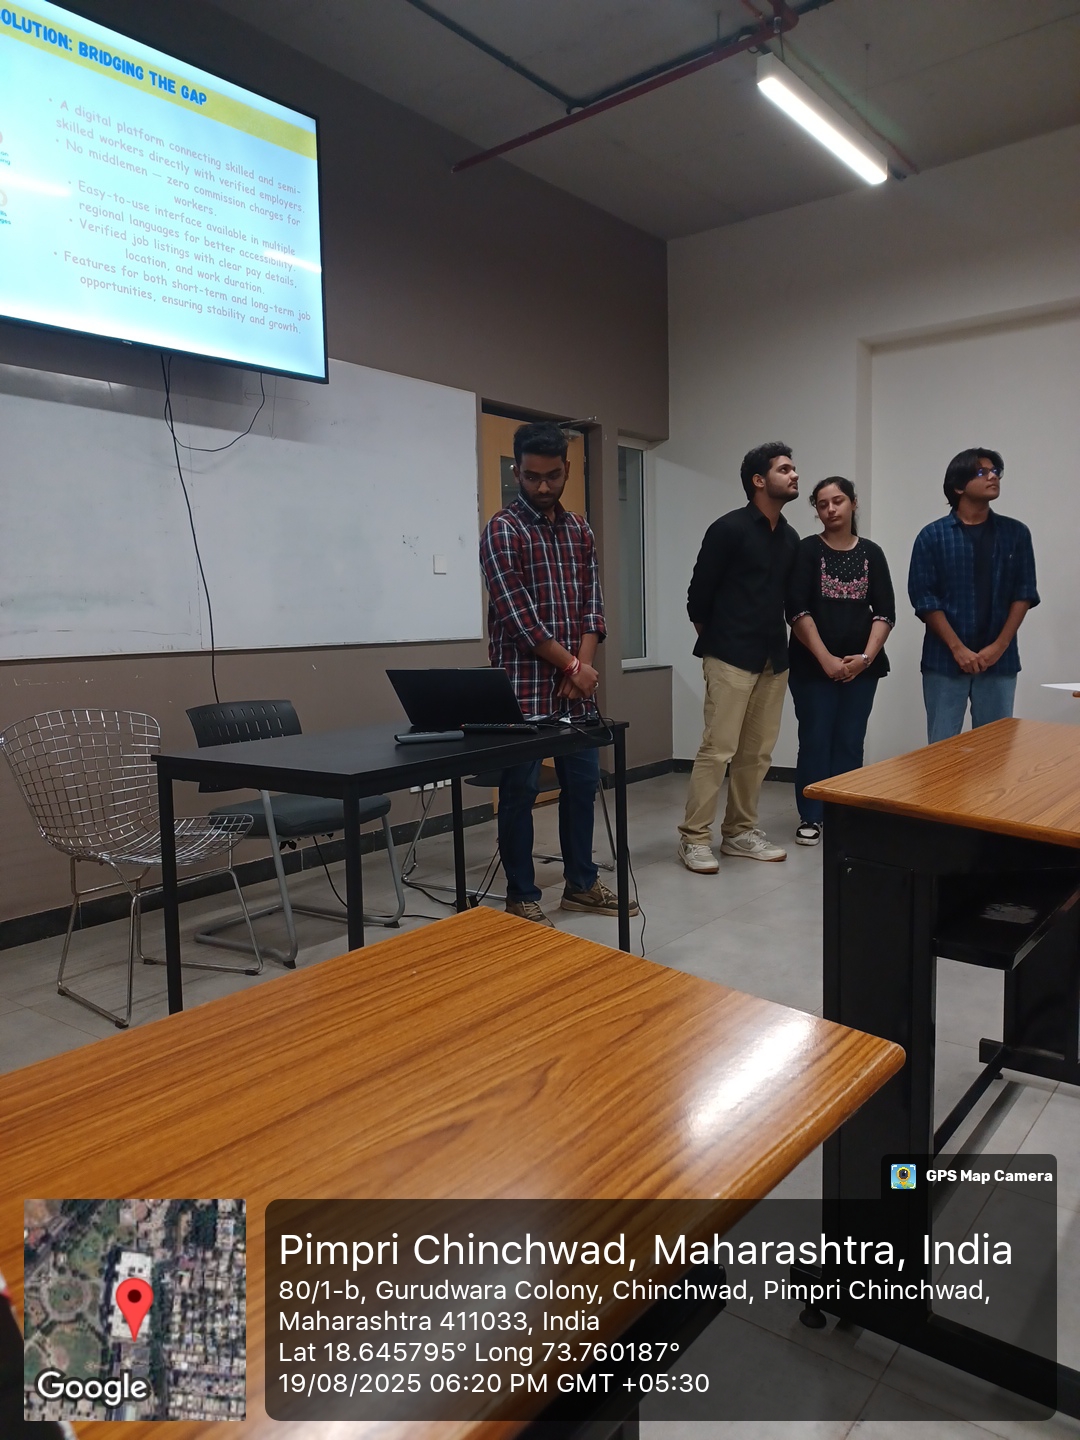 OLUTION: BRIDGING THE GAP
• A digital platform connecting skilled and semi-
skilled workers directly with verified employers.
• No middlemen — zero commission charges for
workers.
• Easy-to-use interface available in multiple
regional languages for better accessibility.
• Verified job listings with clear pay details,
location, and work duration.
• Features for both short-term and long-term job
opportunities, ensuring stability and growth.
GPS Map Camera
Pimpri Chinchwad, Maharashtra, India
80/1-b, Gurudwara Colony, Chinchwad, Pimpri Chinchwad,
Maharashtra 411033, India
Lat 18.645795° Long 73.760187°
19/08/2025 06:20 PM GMT +05:30
Google